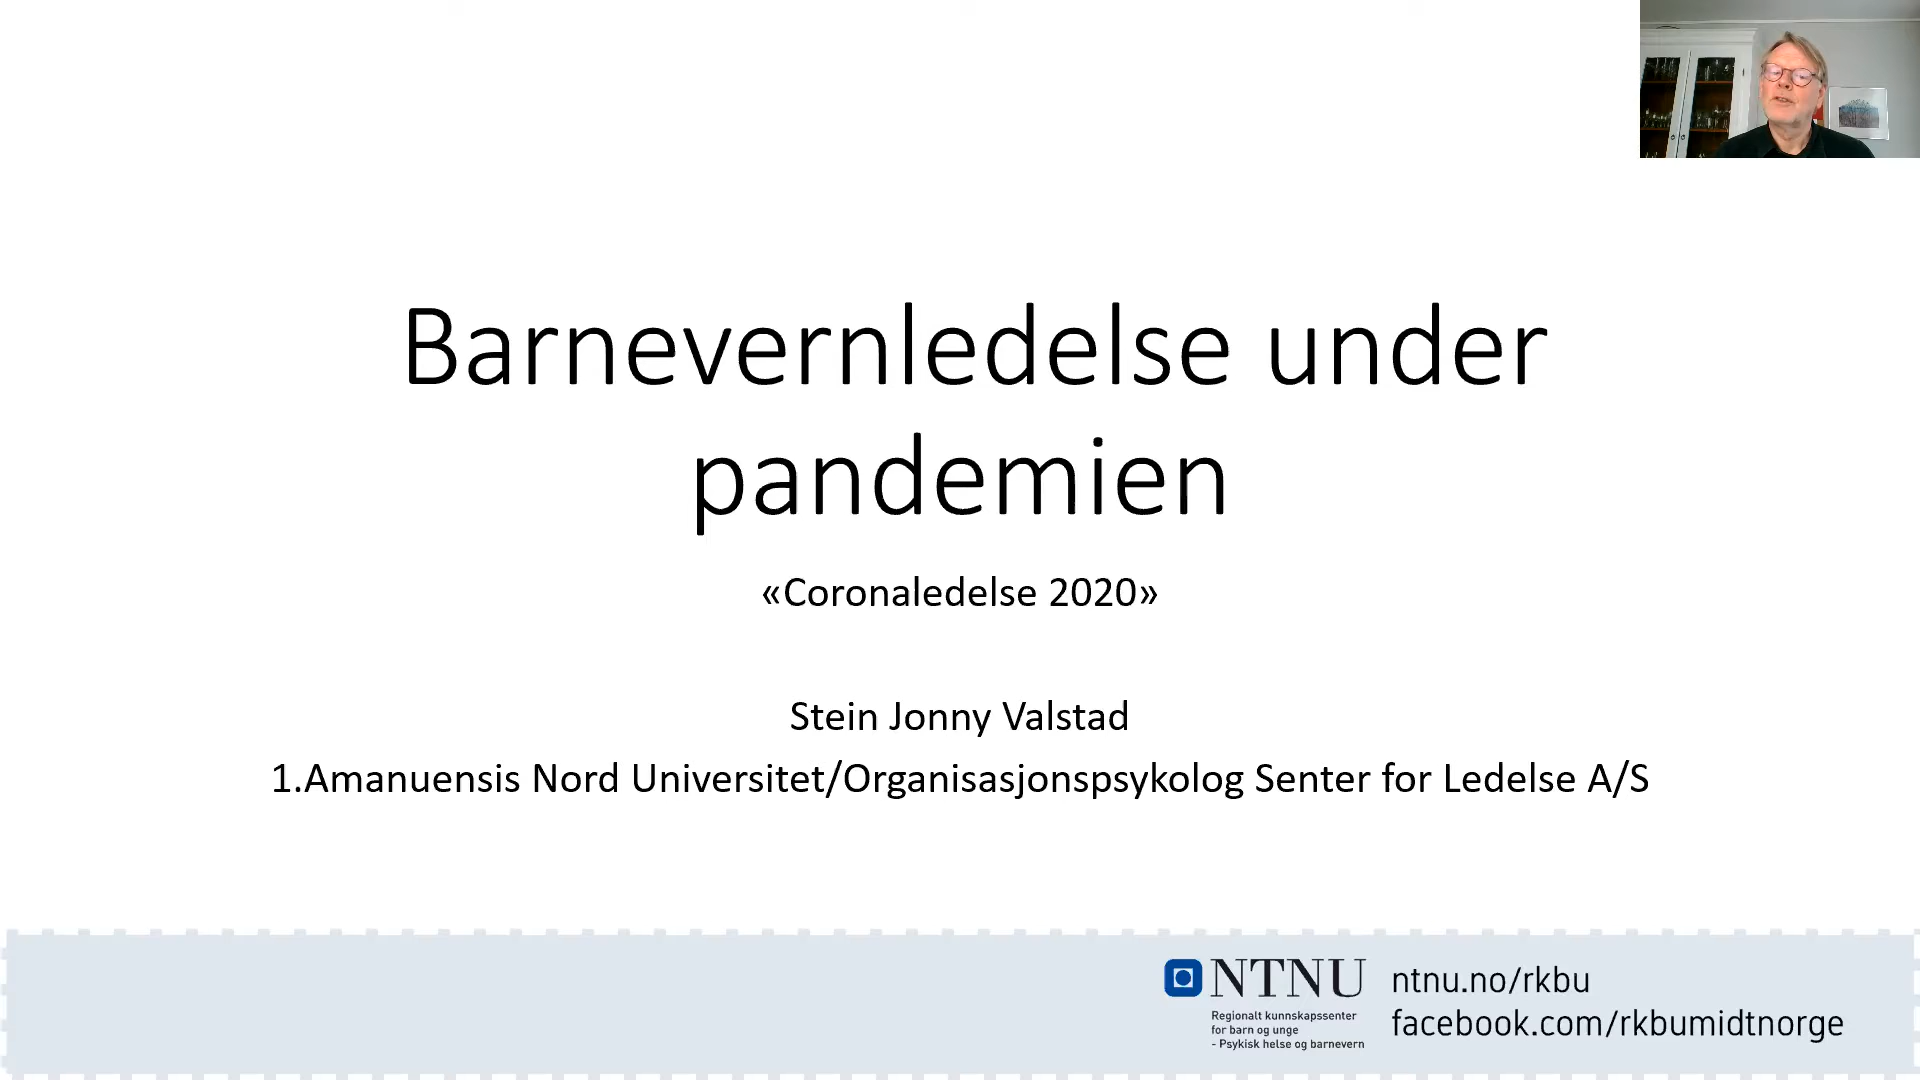 Barnevernledelse under
pandemien
«Coronaledelse 2020»
Stein Jonny Valstad
1.Amanuensis Nord Universitet/Organisasjonspsykolog Senter for Ledelse A/S
NTNU
Regionalt kunnskapssenter
for barn og unge
- Psykisk helse og barnevern
ntnu.no/rkbu
facebook.com/rkbumidtnorge